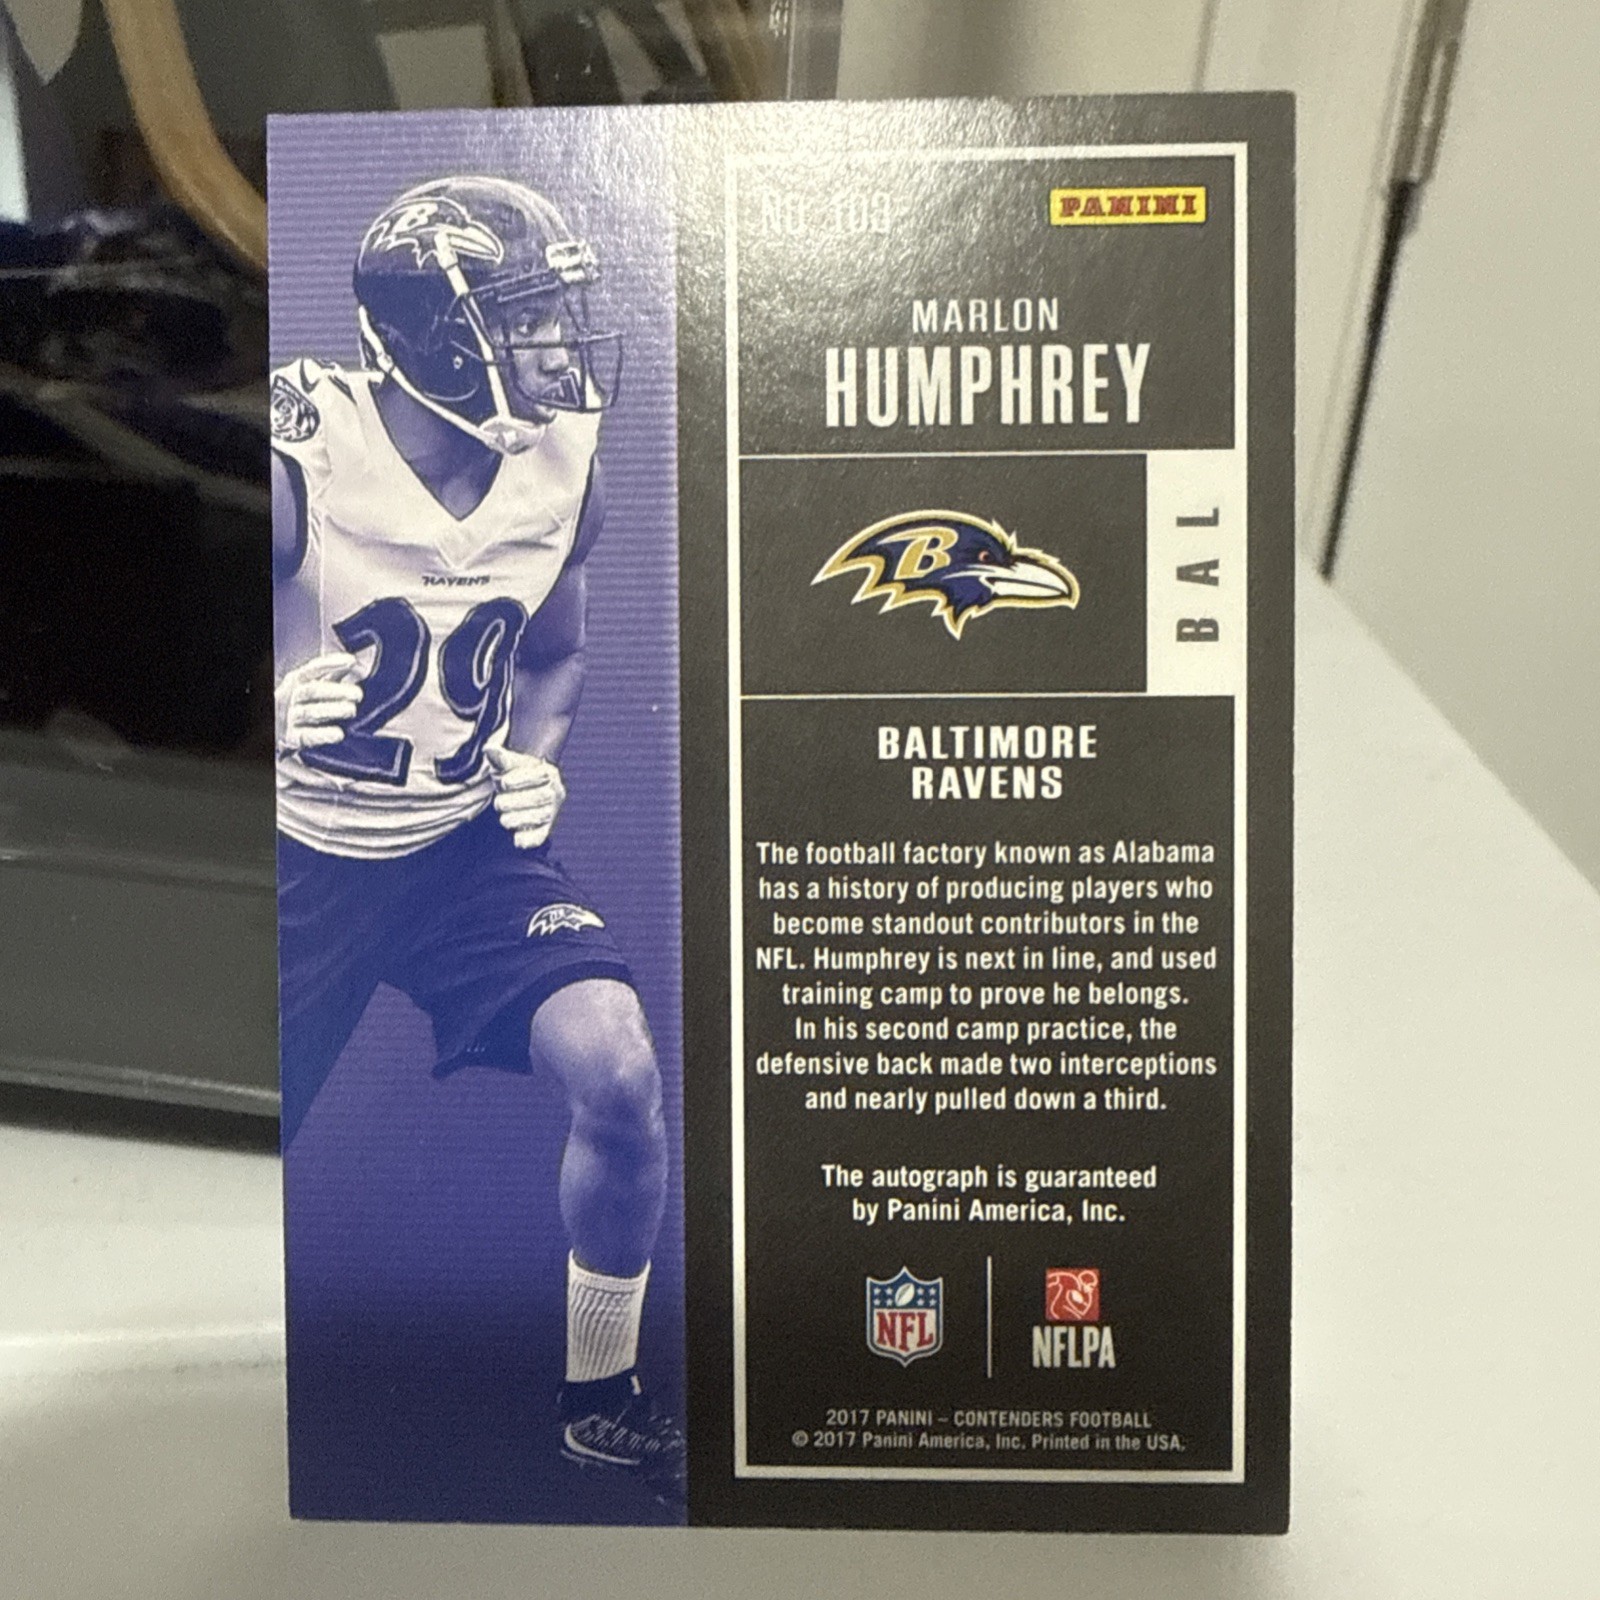 NO. 103
PANINI
MARLON
HUMPHREY
B
BAL
BALTIMORE
RAVENS
The football factory known as Alabama
has a history of producing players who
become standout contributors in the
NFL. Humphrey is next in line, and used
training camp to prove he belongs.
In his second camp practice, the
defensive back made two interceptions
and nearly pulled down a third.
The autograph is guaranteed
by Panini America, Inc.
NFL
NFLPA
2017 PANINI – CONTENDERS FOOTBALL
© 2017 Panini America, Inc. Printed in the USA.
B
RAVENS
29